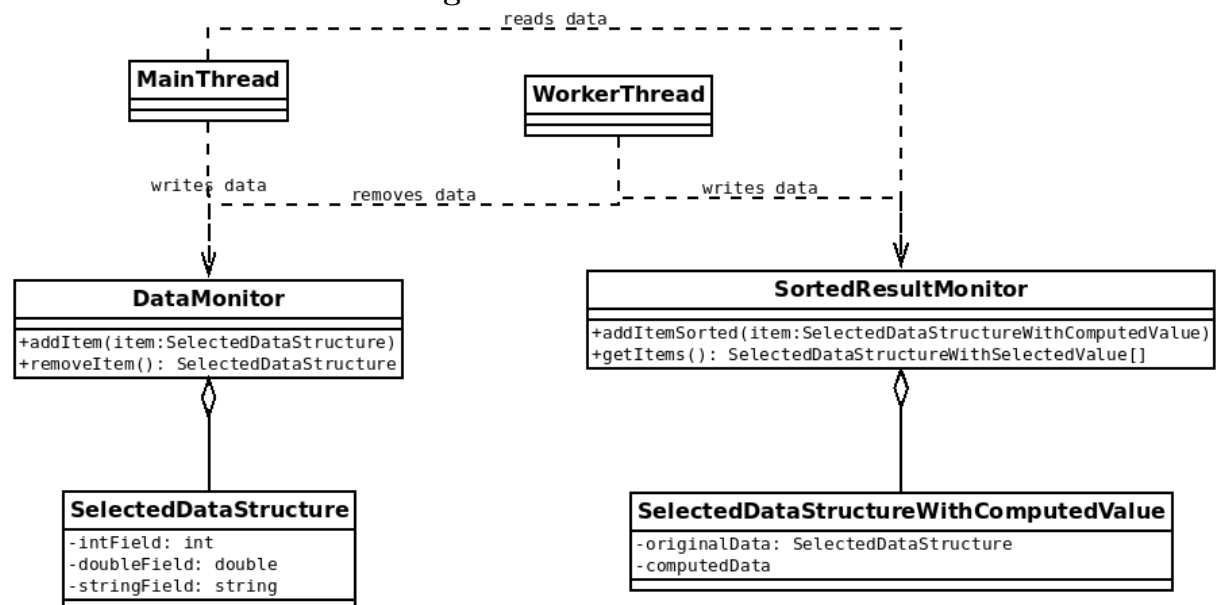 reads data
MainThread
WorkerThread
writes data
removes data
writes data
DataMonitor
+addItem(item:SelectedDataStructure)
+removeItem(): SelectedDataStructure
SortedResultMonitor
+addItemSorted(item:SelectedDataStructureWithComputedValue)
+getItems(): SelectedDataStructureWithSelectedValue[]
SelectedDataStructure
-intField: int
-doubleField: double
-stringField: string
SelectedDataStructureWithComputedValue
-originalData: SelectedDataStructure
-computedData